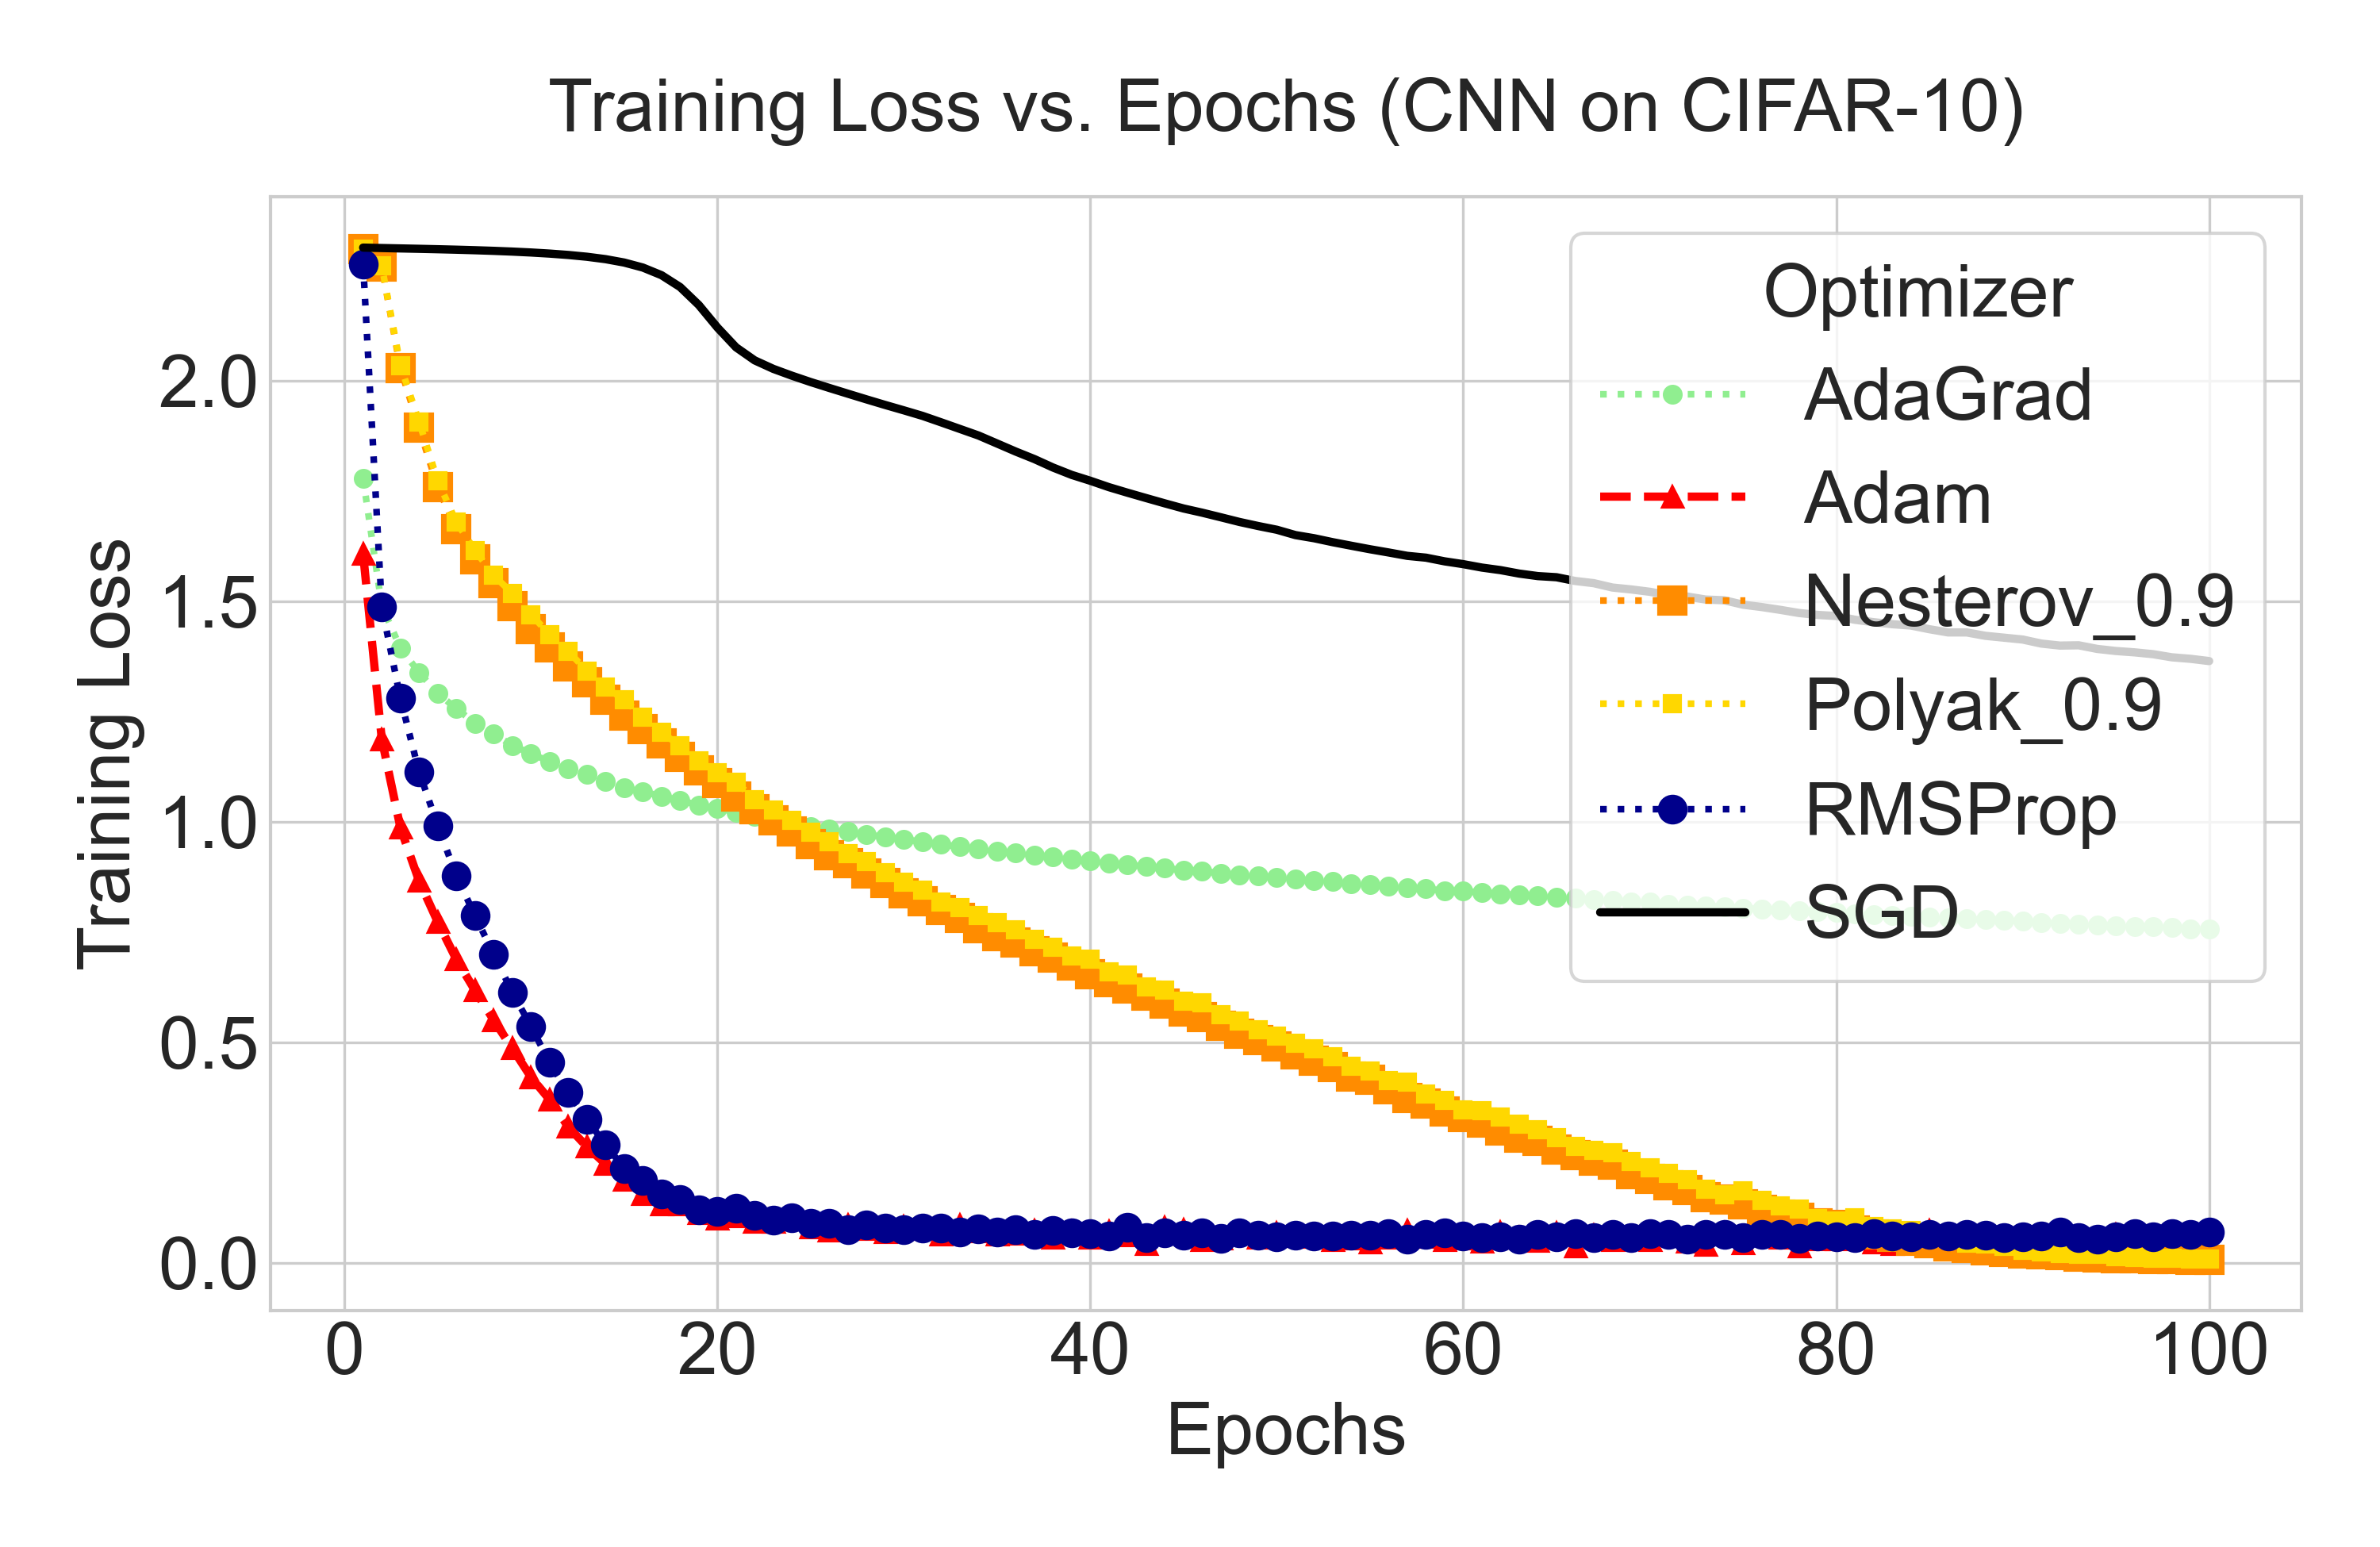 Training Loss vs. Epochs (CNN on CIFAR-10)
Training Loss
2.0
1.5
1.0
0.5
0.0
0 20 40 60 80 100
Epochs
Optimizer
AdaGrad
Adam
Nesterov_0.9
Polyak_0.9
RMSProp
SGD